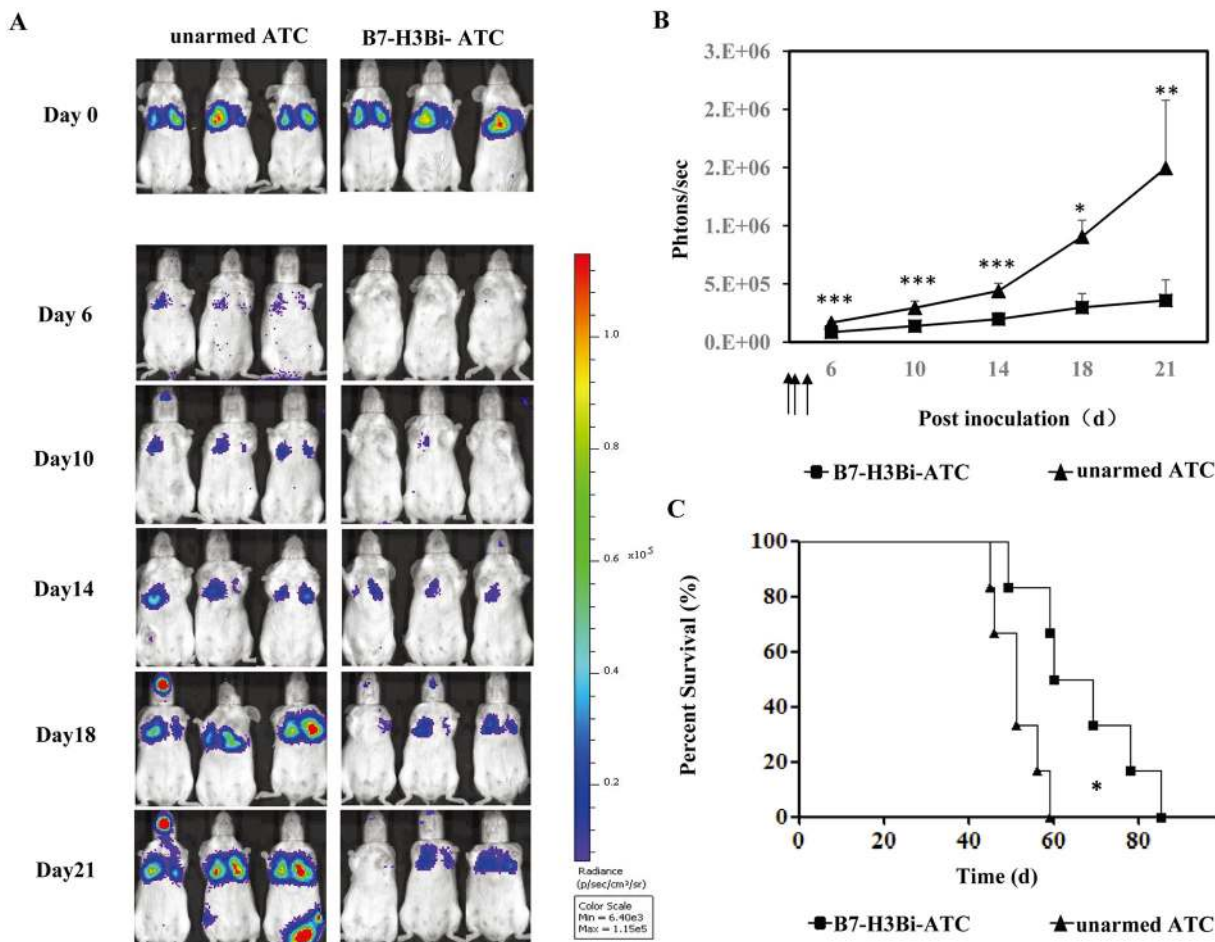 A
unarmed ATC
B7-H3Bi- ATC
Day 0
Day 6
Day10
Day14
Day18
Day21
1.0
0.8
0.6
x10⁵
0.4
0.2
Radiance
(p/sec/cm²/sr)
Color Scale
Min = 6.40e3
Max = 1.15e5
B
3.E+06
2.E+06
2.E+06
1.E+06
5.E+05
0.E+00
Phtons/sec
***
***
***
*
**
6
10
14
18
21
Post inoculation（d）
B7-H3Bi-ATC
unarmed ATC
C
100
80
60
40
20
0
Percent Survival (%)
*
0
20
40
60
80
Time (d)
B7-H3Bi-ATC
unarmed ATC